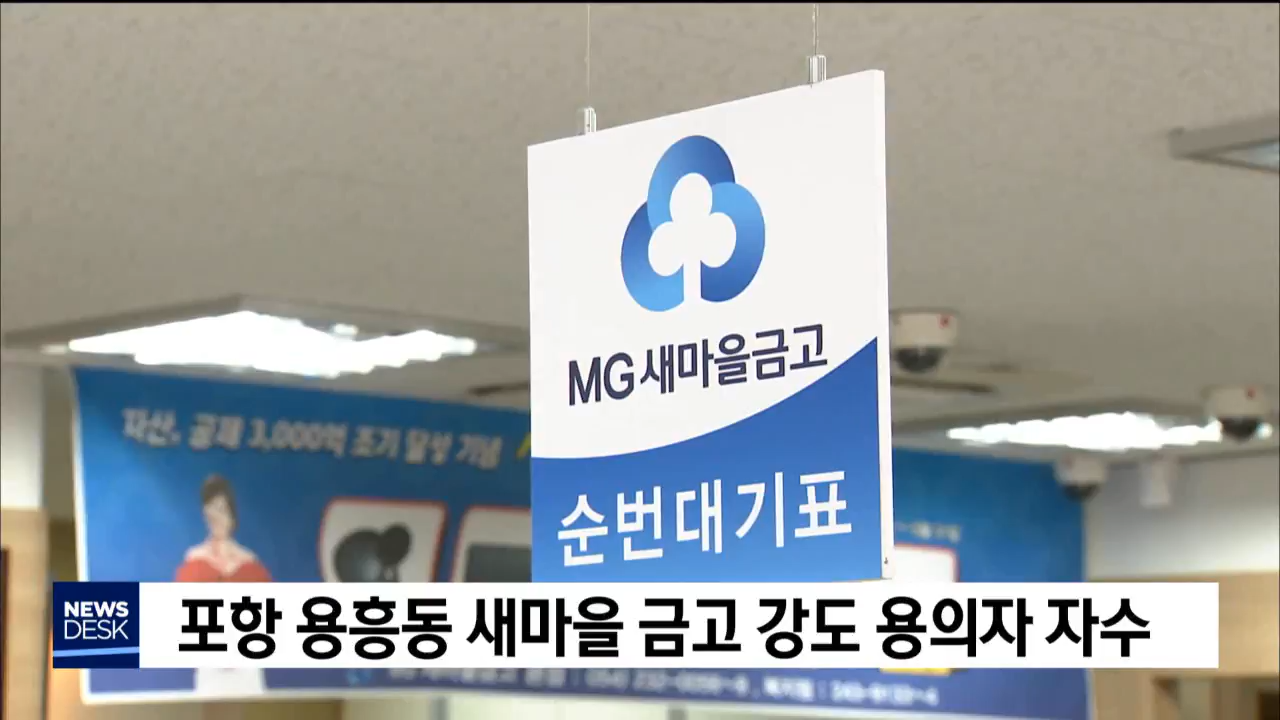 MG새마을금고
순번대기표
자산, 공제 3,000억 조기 달성 기념
NEWS
DESK
포항 용흥동 새마을 금고 강도 용의자 자수